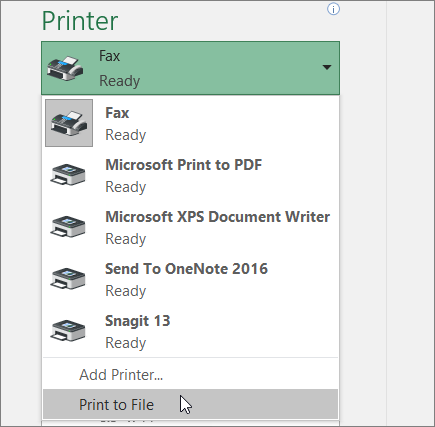 Printer
Fax
Ready
Fax
Ready
Microsoft Print to PDF
Ready
Microsoft XPS Document Writer
Ready
Send To OneNote 2016
Ready
Snagit 13
Ready
Add Printer...
Print to File